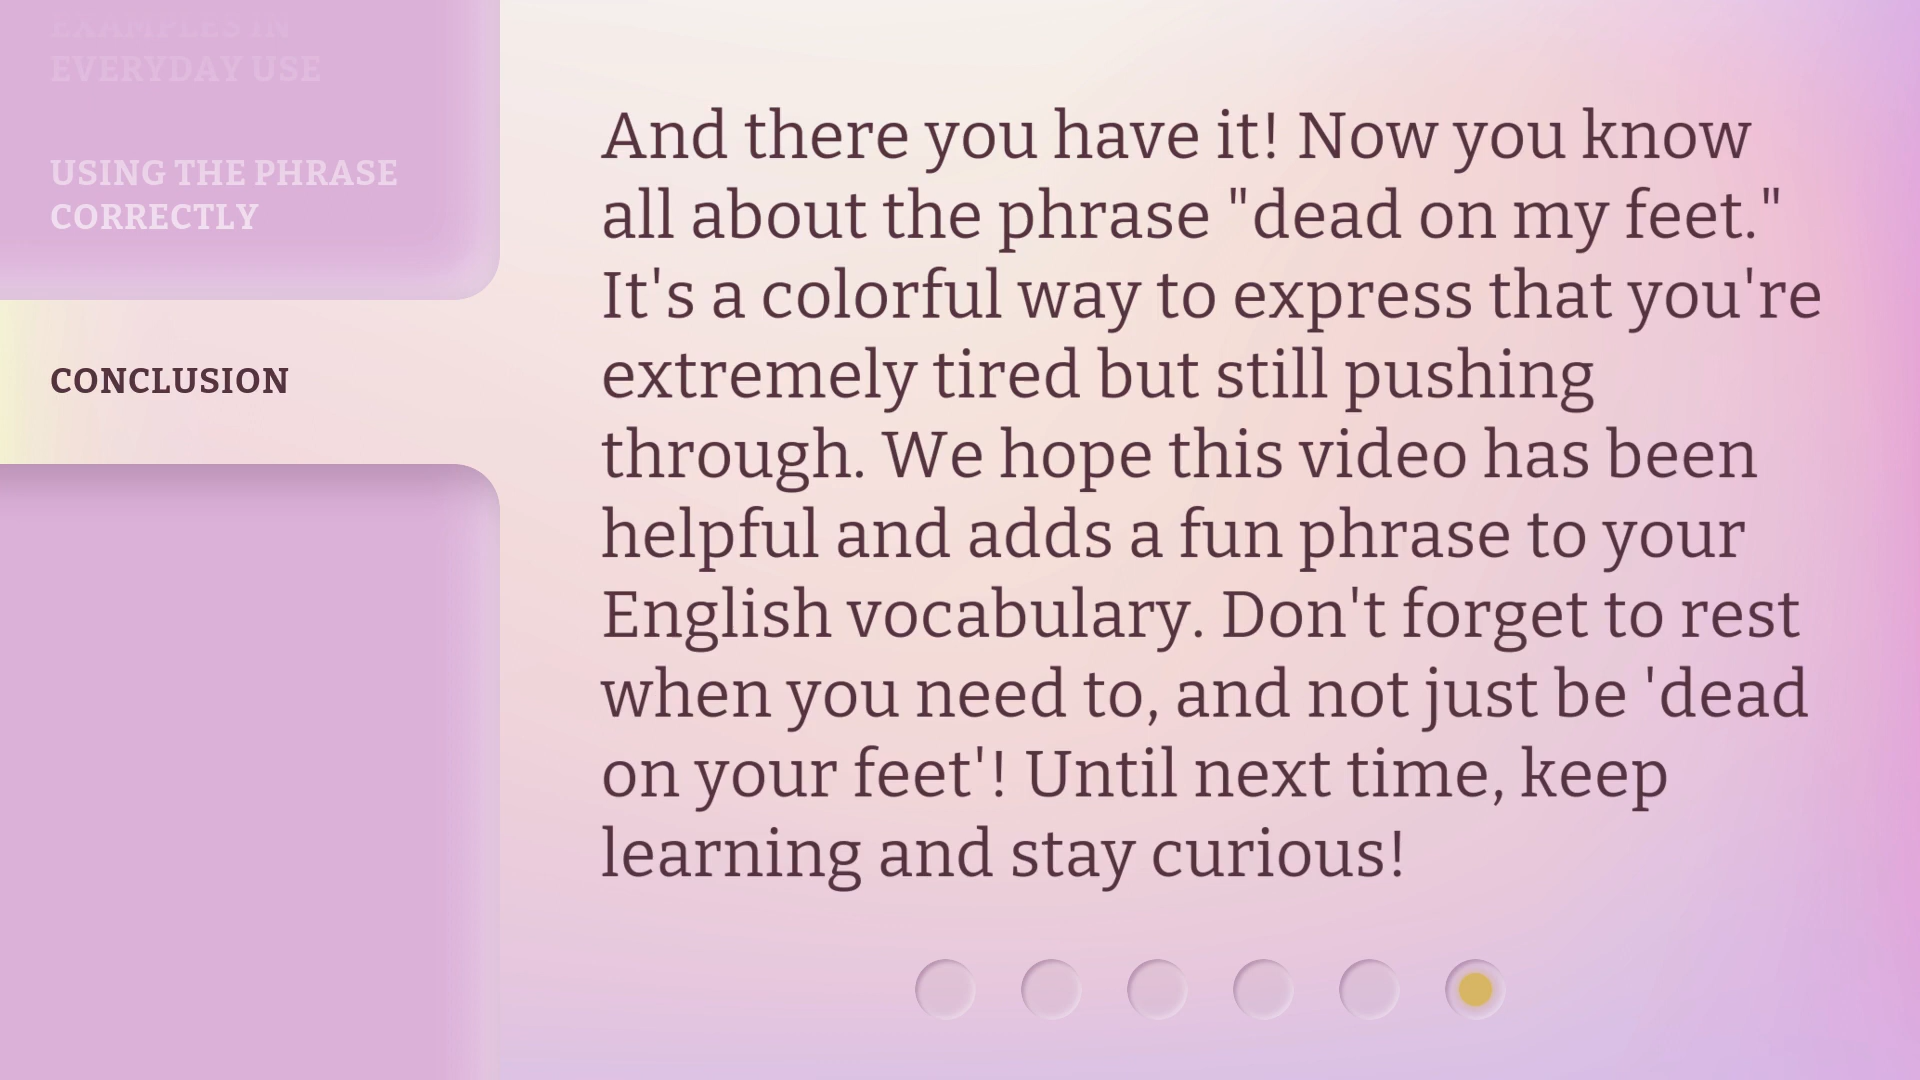 EXAMPLES IN
EVERYDAY USE
USING THE PHRASE
CORRECTLY
CONCLUSION
And there you have it! Now you know
all about the phrase "dead on my feet."
It's a colorful way to express that you're
extremely tired but still pushing
through. We hope this video has been
helpful and adds a fun phrase to your
English vocabulary. Don't forget to rest
when you need to, and not just be 'dead
on your feet'! Until next time, keep
learning and stay curious!